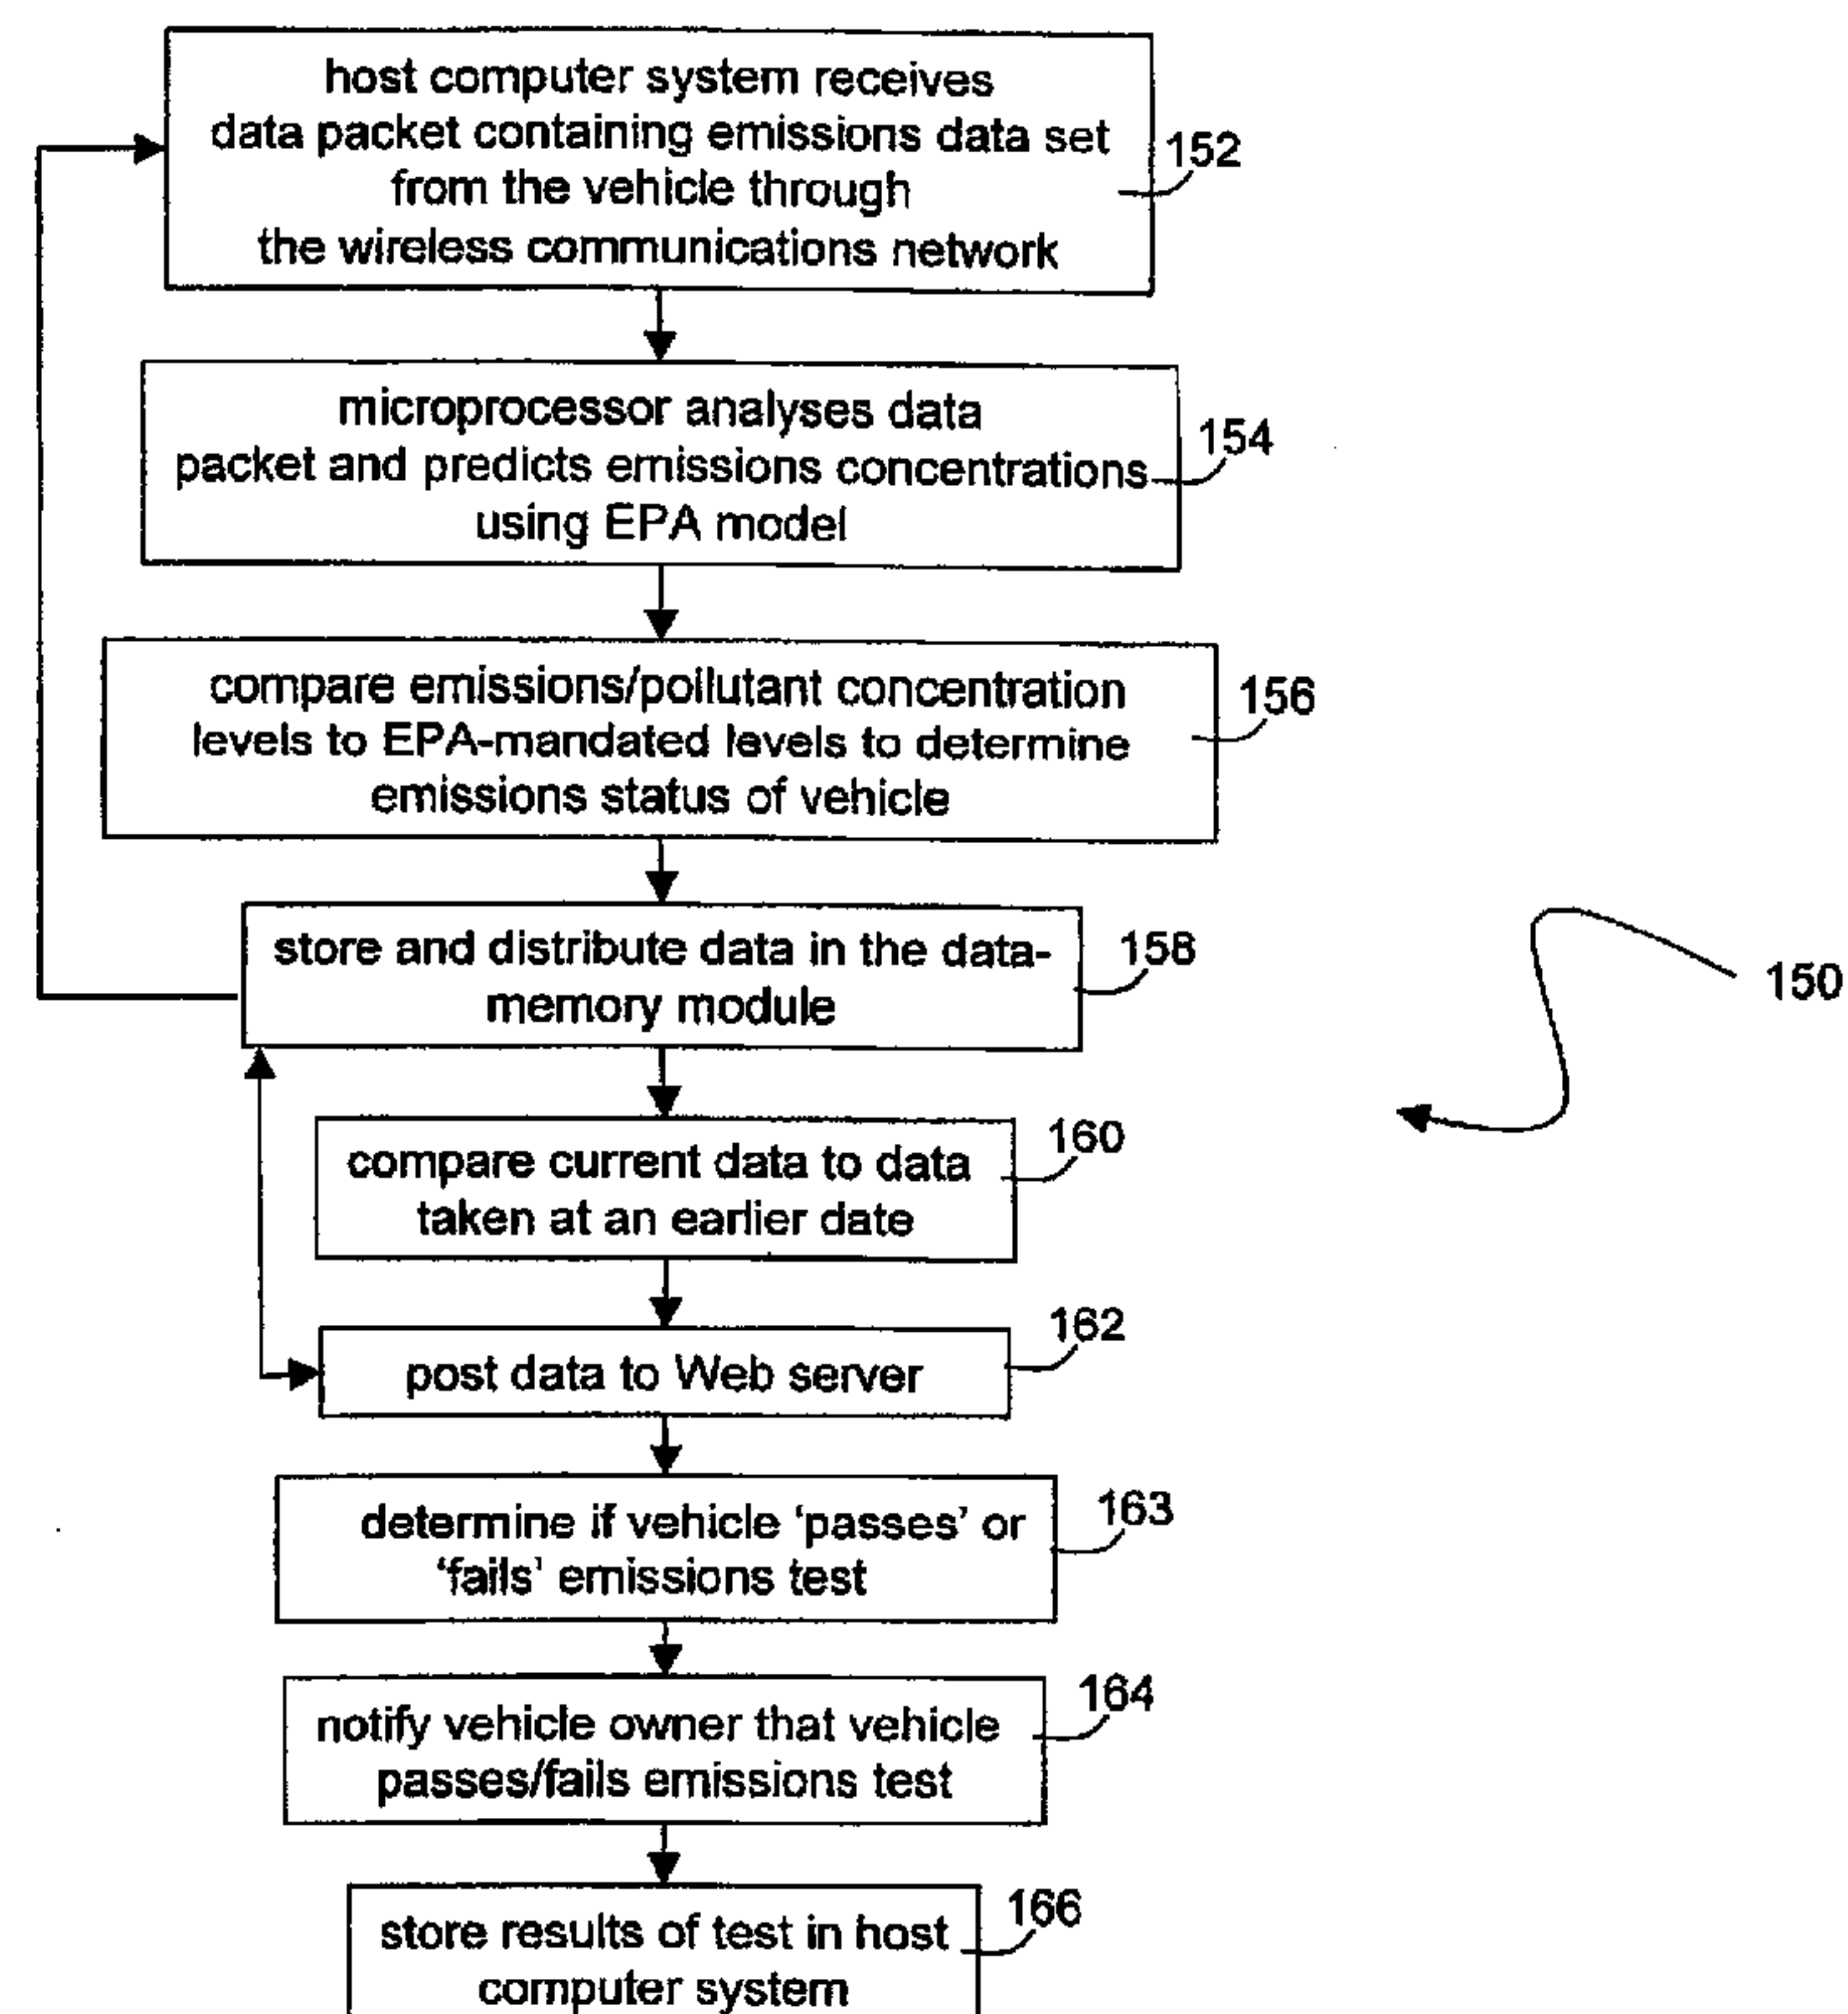 host computer system receives
data packet containing emissions data set
from the vehicle through
the wireless communications network
152
microprocessor analyses data
packet and predicts emissions concentrations
using EPA model
154
compare emissions/pollutant concentration
levels to EPA-mandated levels to determine
emissions status of vehicle
156
store and distribute data in the data-
memory module
158
150
compare current data to data
taken at an earlier date
160
post data to Web server
162
determine if vehicle ‘passes’ or
‘fails’ emissions test
163
notify vehicle owner that vehicle
passes/fails emissions test
164
store results of test in host
computer system
166